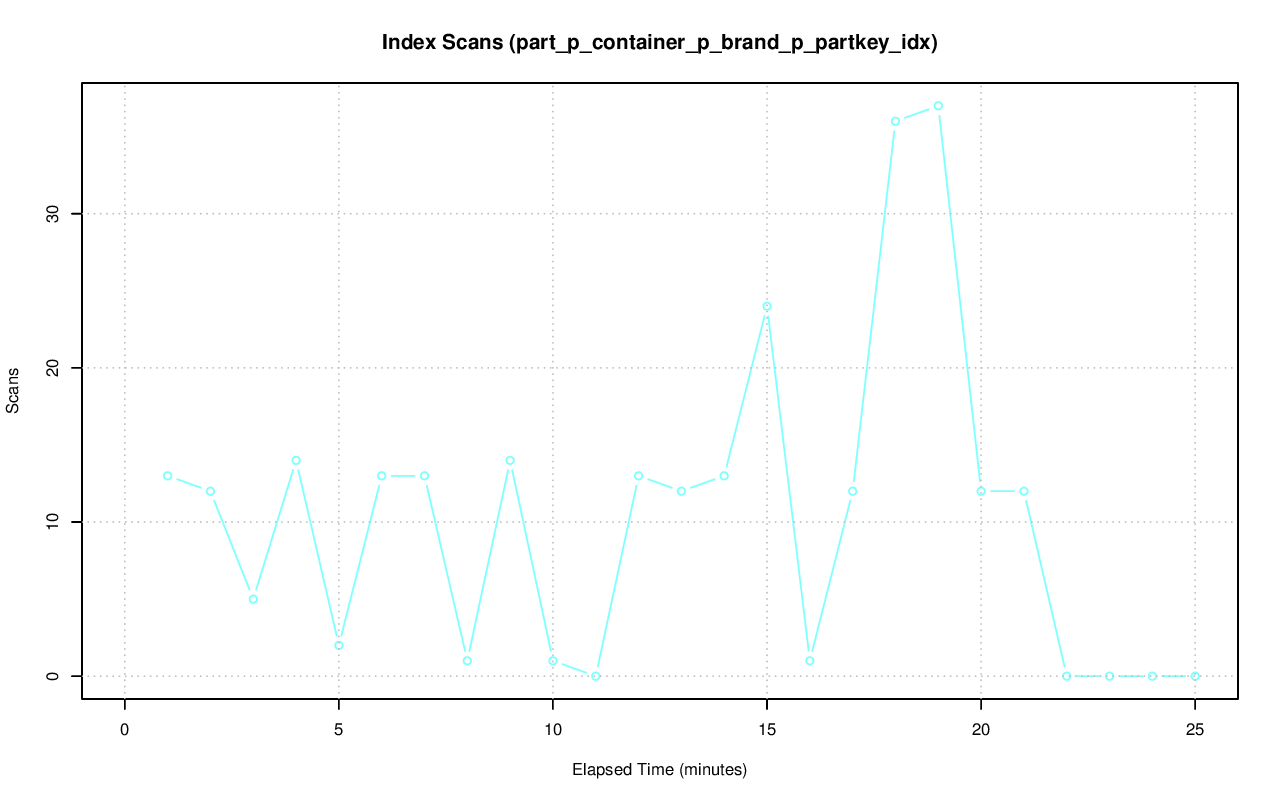 Index Scans (part_p_container_p_brand_p_partkey_idx)
30
20
10
0
Scans
0 5 10 15 20 25
Elapsed Time (minutes)